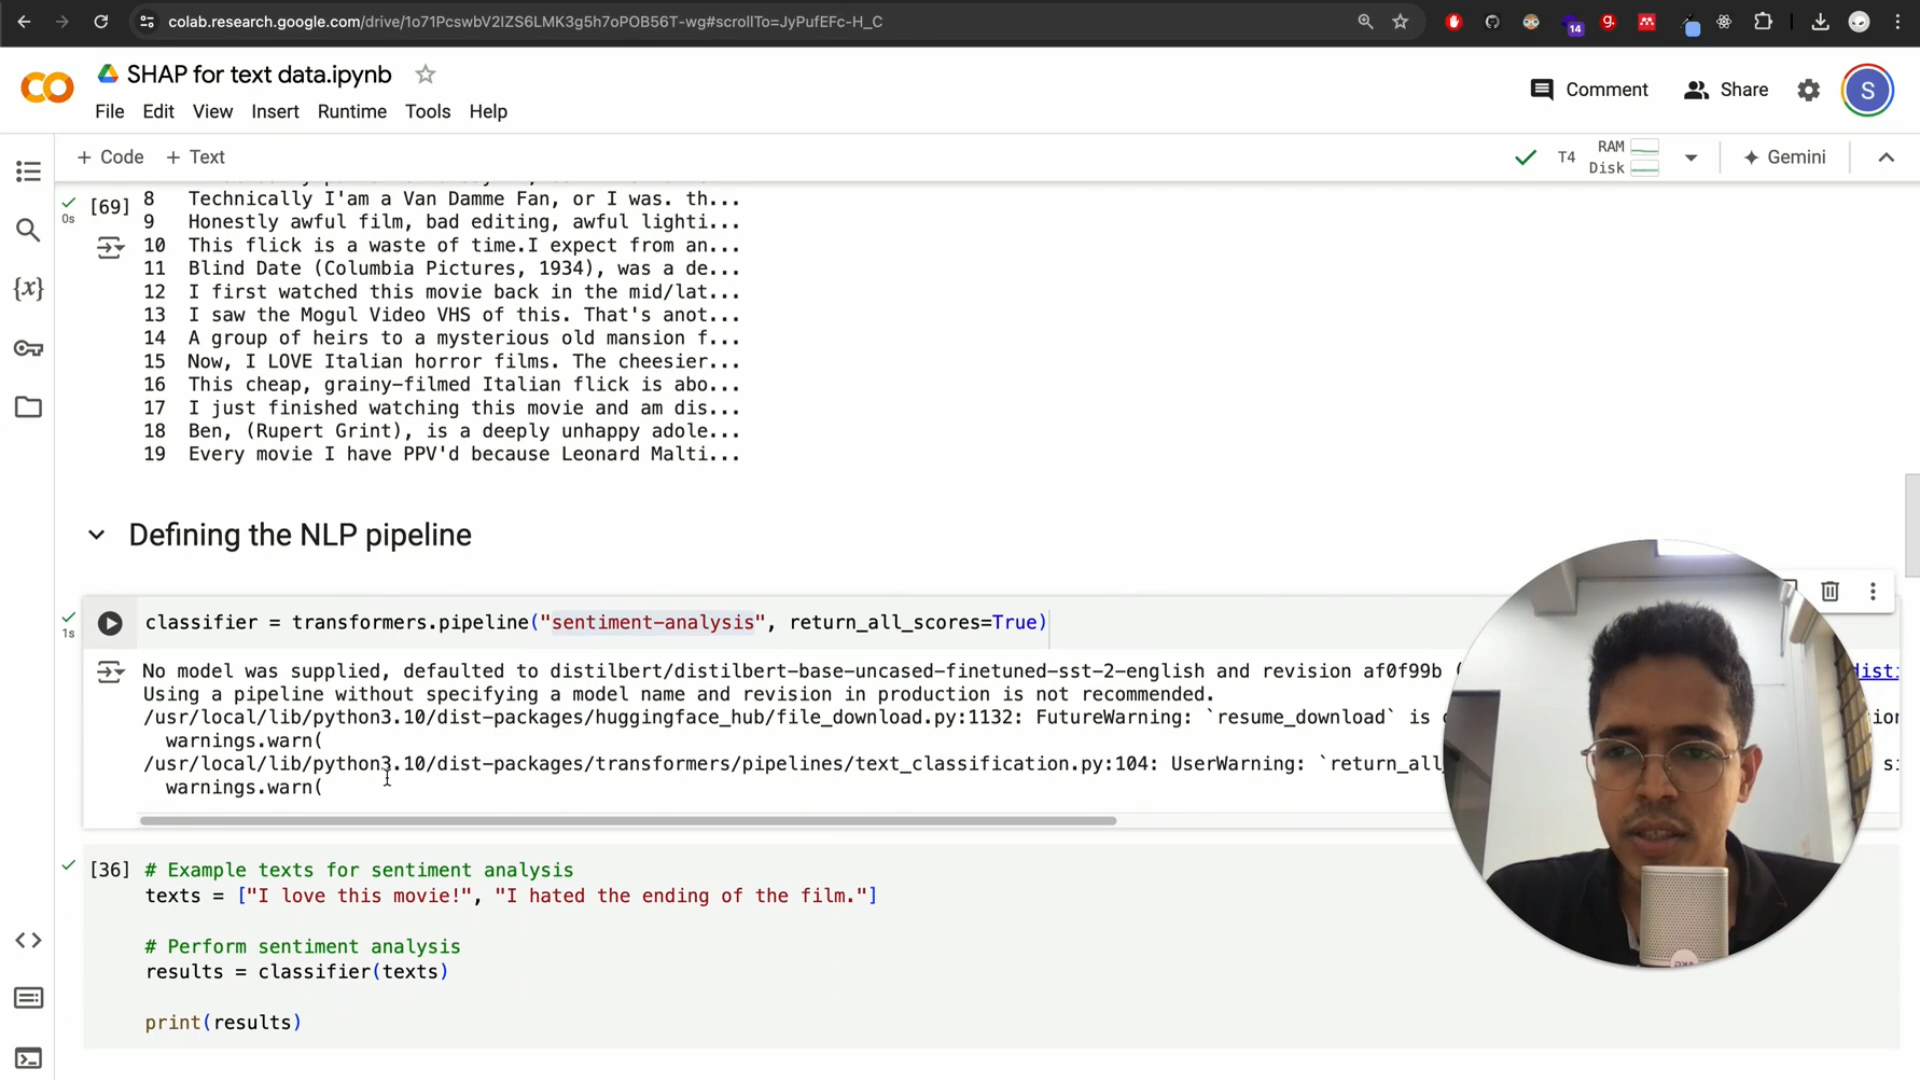 colab.research.google.com/drive/1o71PcswbV2IZS6LMK3g5h7oPOB56T-wg#scrollTo=JyPufEFc-H_C
14
SHAP for text data.ipynb
Comment
Share
S
File Edit View Insert Runtime Tools Help
+ Code + Text
T4
RAM
Disk
Gemini
[69]
0s
8 Technically I'am a Van Damme Fan, or I was. th...
9 Honestly awful film, bad editing, awful lighti...
10 This flick is a waste of time.I expect from an...
11 Blind Date (Columbia Pictures, 1934), was a de...
12 I first watched this movie back in the mid/lat...
13 I saw the Mogul Video VHS of this. That's anot...
14 A group of heirs to a mysterious old mansion f...
15 Now, I LOVE Italian horror films. The cheesier...
16 This cheap, grainy-filmed Italian flick is abo...
17 I just finished watching this movie and am dis...
18 Ben, (Rupert Grint), is a deeply unhappy adole...
19 Every movie I have PPV'd because Leonard Malti...
Defining the NLP pipeline
1s
classifier = transformers.pipeline("sentiment-analysis", return_all_scores=True)
No model was supplied, defaulted to distilbert/distilbert-base-uncased-finetuned-sst-2-english and revision af0f99b (
Using a pipeline without specifying a model name and revision in production is not recommended.
/usr/local/lib/python3.10/dist-packages/huggingface_hub/file_download.py:1132: FutureWarning: `resume_download` is
warnings.warn(
/usr/local/lib/python3.10/dist-packages/transformers/pipelines/text_classification.py:104: UserWarning: `return_all
warnings.warn(
[36]
# Example texts for sentiment analysis
texts = ["I love this movie!", "I hated the ending of the film."]
# Perform sentiment analysis
results = classifier(texts)
print(results)